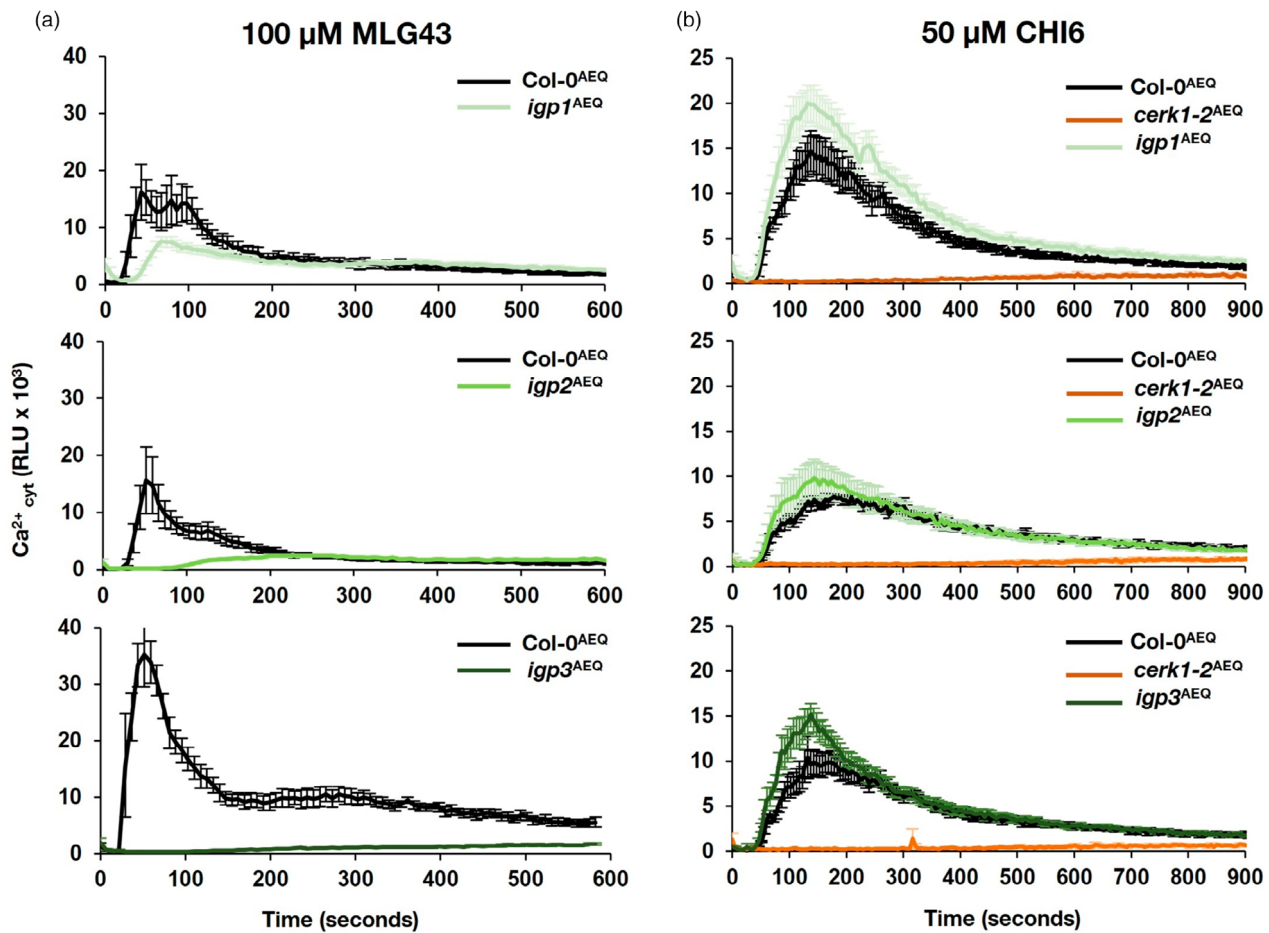 (a)
100 µM MLG43
40
30
20
10
0
0 100 200 300 400 500 600
Col-0ᴬᴱQ
igp1ᴬᴱQ
40
30
20
10
0
0 100 200 300 400 500 600
Col-0ᴬᴱQ
igp2ᴬᴱQ
40
30
20
10
0
0 100 200 300 400 500 600
Col-0ᴬᴱQ
igp3ᴬᴱQ
Ca²⁺ cyt (RLU x 10³)
Time (seconds)
(b)
50 µM CHI6
25
20
15
10
5
0
0 100 200 300 400 500 600 700 800 900
Col-0ᴬᴱQ
cerk1-2ᴬᴱQ
igp1ᴬᴱQ
25
20
15
10
5
0
0 100 200 300 400 500 600 700 800 900
Col-0ᴬᴱQ
cerk1-2ᴬᴱQ
igp2ᴬᴱQ
25
20
15
10
5
0
0 100 200 300 400 500 600 700 800 900
Col-0ᴬᴱQ
cerk1-2ᴬᴱQ
igp3ᴬᴱQ
Time (seconds)